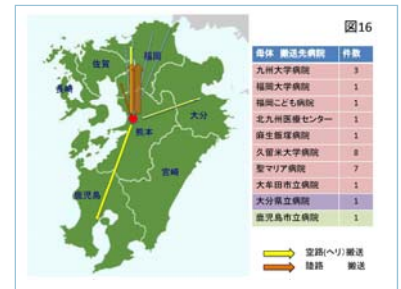 図16
福岡
佐賀
長崎
大分
熊本
宮崎
鹿児島
母体 搬送先病院 件数
九州大学病院 3
福岡大学病院 1
福岡こども病院 1
北九州医療センター 1
麻生飯塚病院 1
久留米大学病院 8
聖マリア病院 7
大牟田市立病院 1
大分県立病院 1
鹿児島市立病院 1
空路(ヘリ)搬送
陸路 搬送